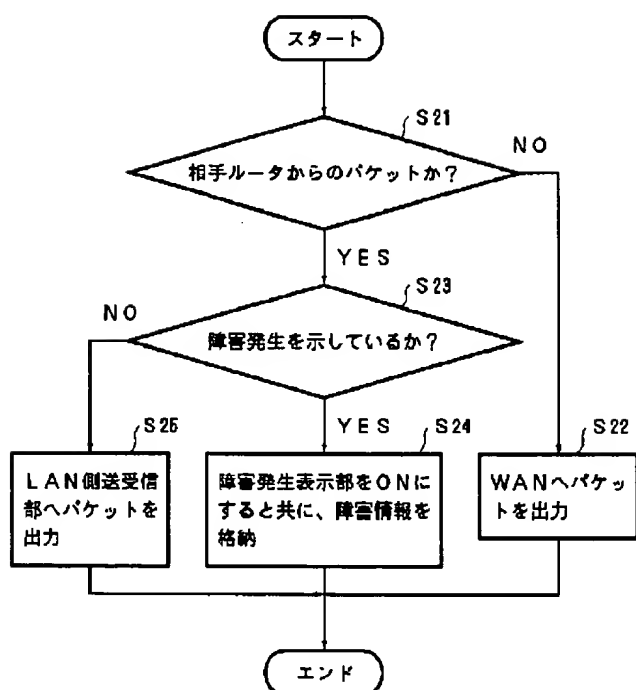 スタート
S21
相手ルータからのパケットか?
NO
YES
S23
NO
障害発生を示しているか?
S25
YES
S24
S22
LAN側送受信
部へパケットを
出力
障害発生表示部をONに
すると共に、障害情報を
格納
WANへパケッ
トを出力
エンド